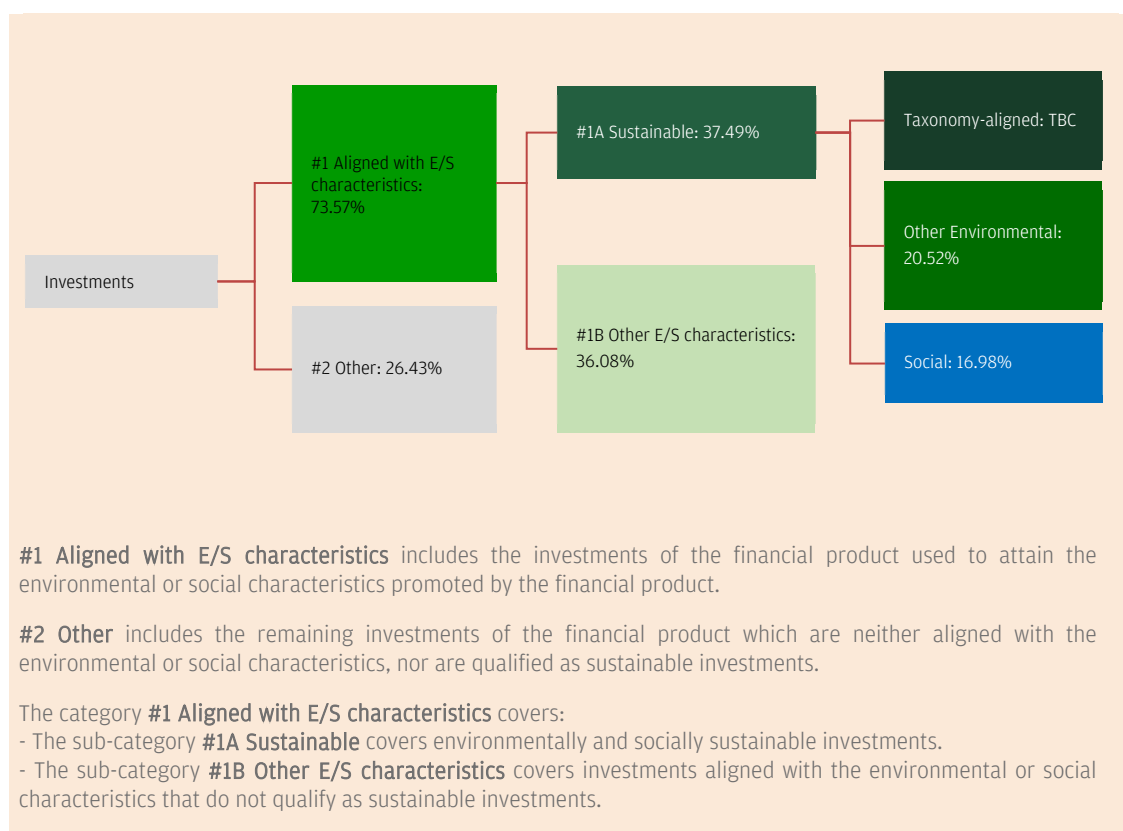 Investments
#1 Aligned with E/S
characteristics:
73.57%
#2 Other: 26.43%
#1A Sustainable: 37.49%
#1B Other E/S characteristics:
36.08%
Taxonomy-aligned: TBC
Other Environmental:
20.52%
Social: 16.98%
#1 Aligned with E/S characteristics includes the investments of the financial product used to attain the
environmental or social characteristics promoted by the financial product.
#2 Other includes the remaining investments of the financial product which are neither aligned with the
environmental or social characteristics, nor are qualified as sustainable investments.
The category #1 Aligned with E/S characteristics covers:
- The sub-category #1A Sustainable covers environmentally and socially sustainable investments.
- The sub-category #1B Other E/S characteristics covers investments aligned with the environmental or social
characteristics that do not qualify as sustainable investments.